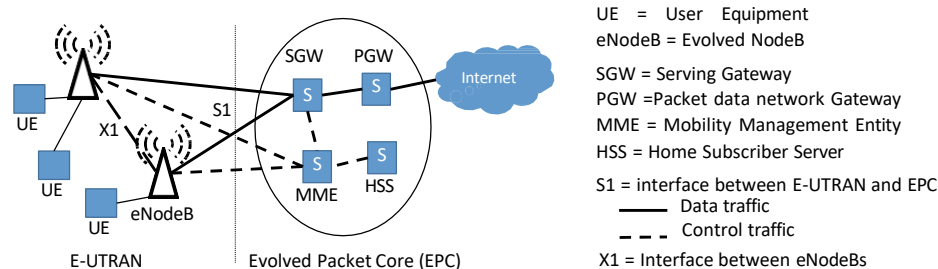 SGW PGW
S
S
Internet
UE
X1
S1
UE
S
S
MME
HSS
UE
eNodeB
E-UTRAN
Evolved Packet Core (EPC)
UE = User Equipment
eNodeB = Evolved NodeB
SGW = Serving Gateway
PGW =Packet data network Gateway
MME = Mobility Management Entity
HSS = Home Subscriber Server
S1 = interface between E-UTRAN and EPC
Data traffic
Control traffic
X1 = Interface between eNodeBs